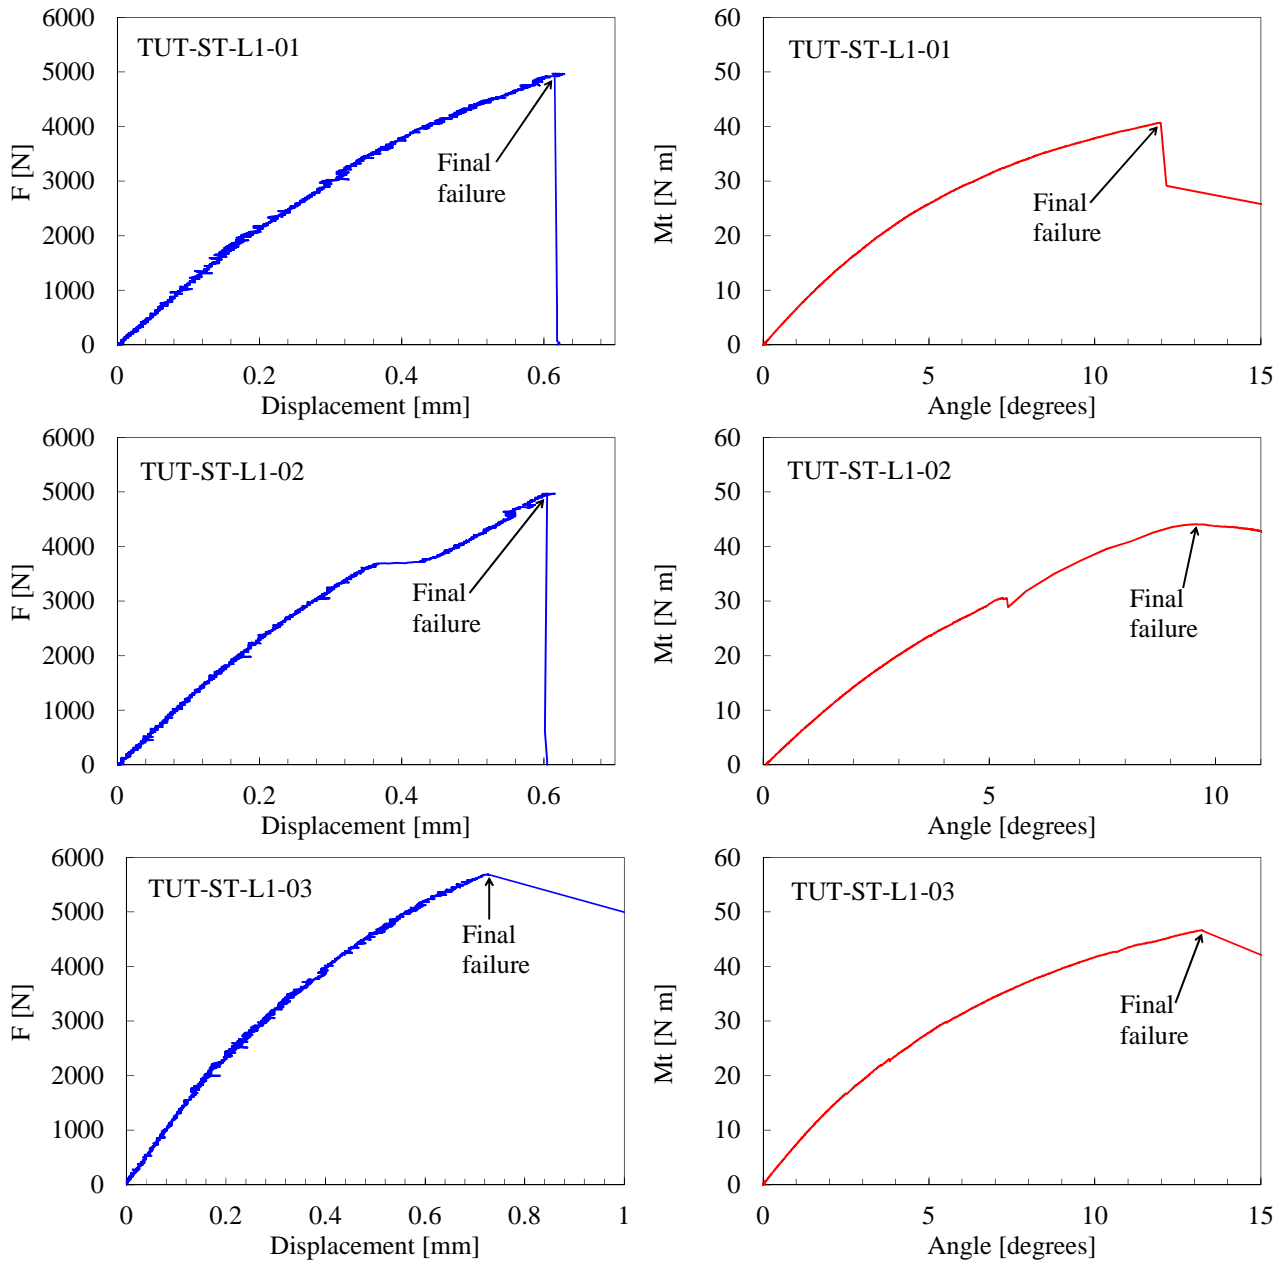 6000
5000
4000
3000
2000
1000
0
F [N]
TUT-ST-L1-01
Final
failure
0 0.2 0.4 0.6
Displacement [mm]
60
50
40
30
20
10
0
Mt [N m]
TUT-ST-L1-01
Final
failure
0 5 10 15
Angle [degrees]
6000
5000
4000
3000
2000
1000
0
F [N]
TUT-ST-L1-02
Final
failure
0 0.2 0.4 0.6
Displacement [mm]
60
50
40
30
20
10
0
Mt [N m]
TUT-ST-L1-02
Final
failure
0 5 10
Angle [degrees]
6000
5000
4000
3000
2000
1000
0
F [N]
TUT-ST-L1-03
Final
failure
0 0.2 0.4 0.6 0.8 1
Displacement [mm]
60
50
40
30
20
10
0
Mt [N m]
TUT-ST-L1-03
Final
failure
0 5 10 15
Angle [degrees]